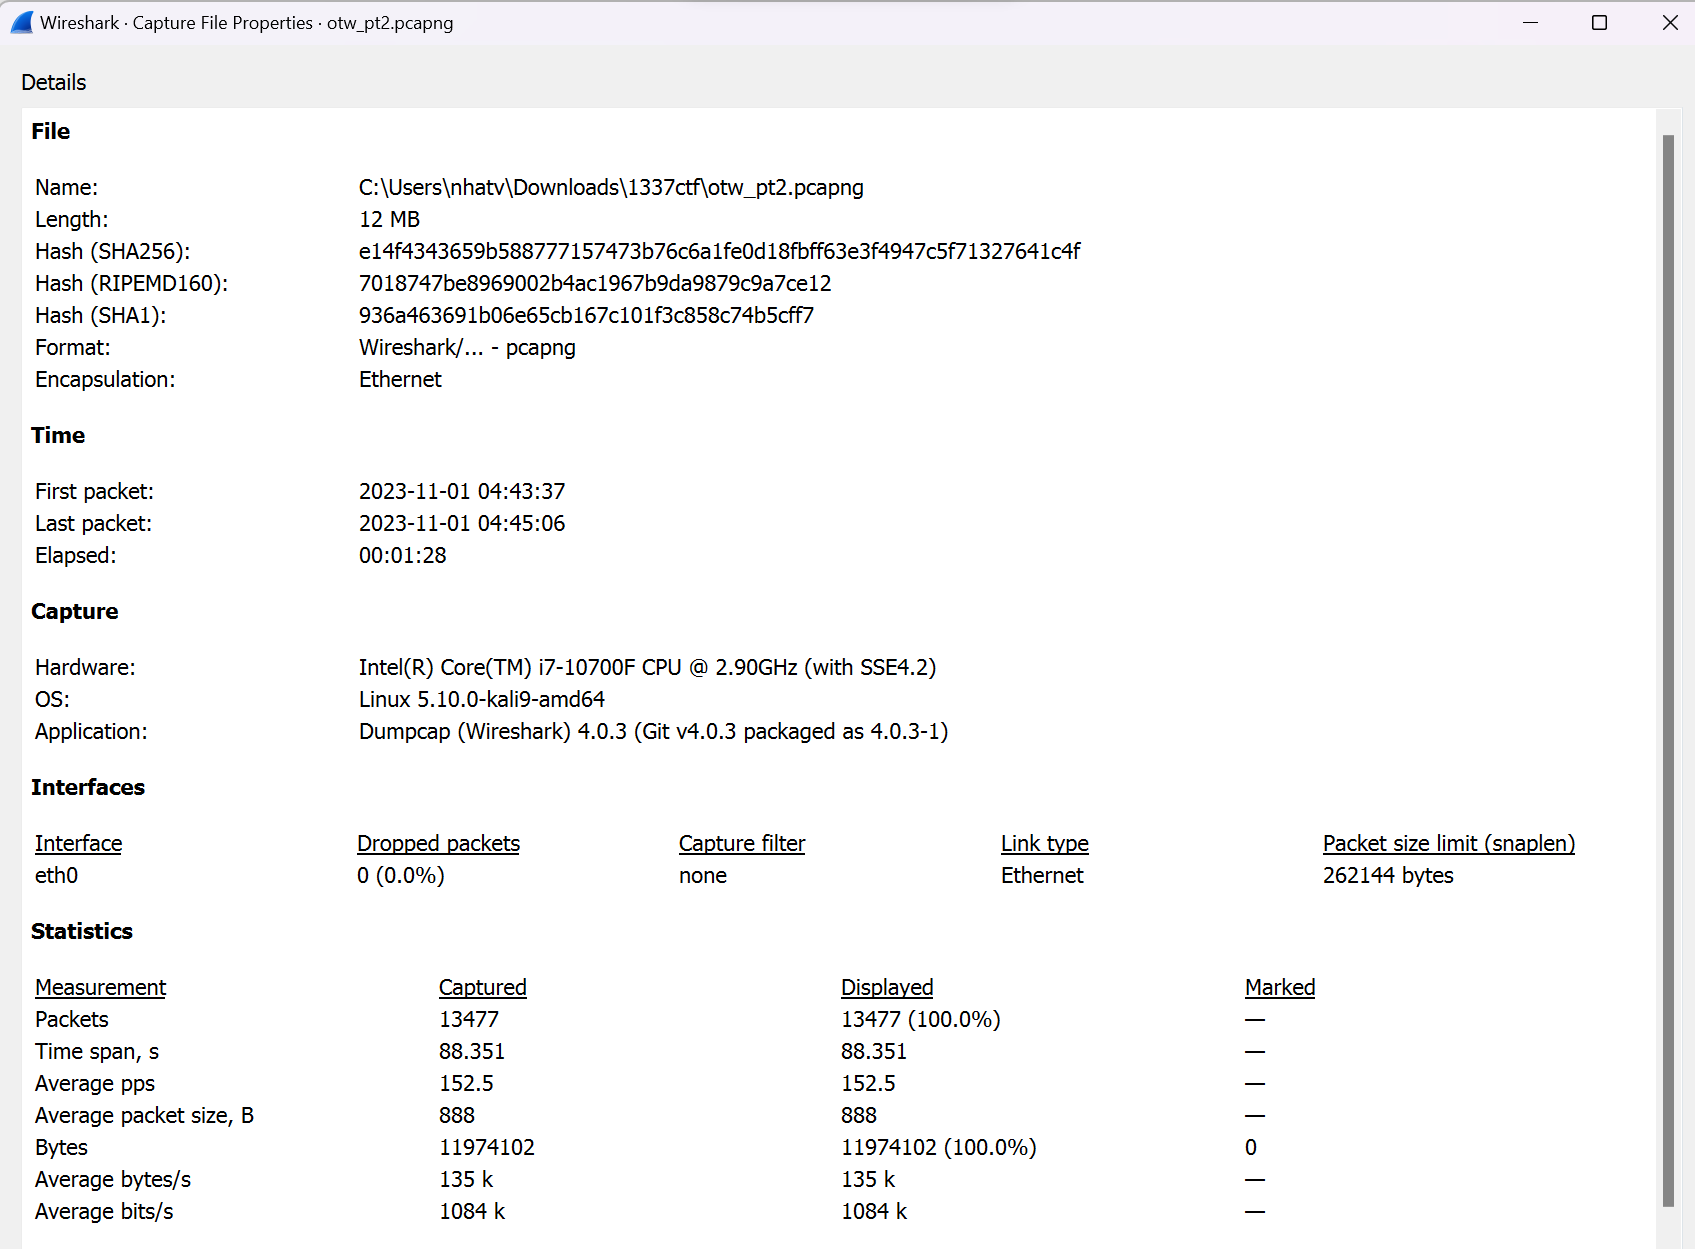 Wireshark · Capture File Properties · otw_pt2.pcapng
Details
File
Name: C:\Users\nhatv\Downloads\1337ctf\otw_pt2.pcapng
Length: 12 MB
Hash (SHA256): e14f4343659b588777157473b76c6a1fe0d18fbff63e3f4947c5f71327641c4f
Hash (RIPEMD160): 7018747be8969002b4ac1967b9da9879c9a7ce12
Hash (SHA1): 936a463691b06e65cb167c101f3c858c74b5cff7
Format: Wireshark/... - pcapng
Encapsulation: Ethernet
Time
First packet: 2023-11-01 04:43:37
Last packet: 2023-11-01 04:45:06
Elapsed: 00:01:28
Capture
Hardware: Intel(R) Core(TM) i7-10700F CPU @ 2.90GHz (with SSE4.2)
OS: Linux 5.10.0-kali9-amd64
Application: Dumpcap (Wireshark) 4.0.3 (Git v4.0.3 packaged as 4.0.3-1)
Interfaces
Interface Dropped packets Capture filter Link type Packet size limit (snaplen)
eth0 0 (0.0%) none Ethernet 262144 bytes
Statistics
Measurement Captured Displayed Marked
Packets 13477 13477 (100.0%) —
Time span, s 88.351 88.351 —
Average pps 152.5 152.5 —
Average packet size, B 888 888 —
Bytes 11974102 11974102 (100.0%) 0
Average bytes/s 135 k 135 k —
Average bits/s 1084 k 1084 k —